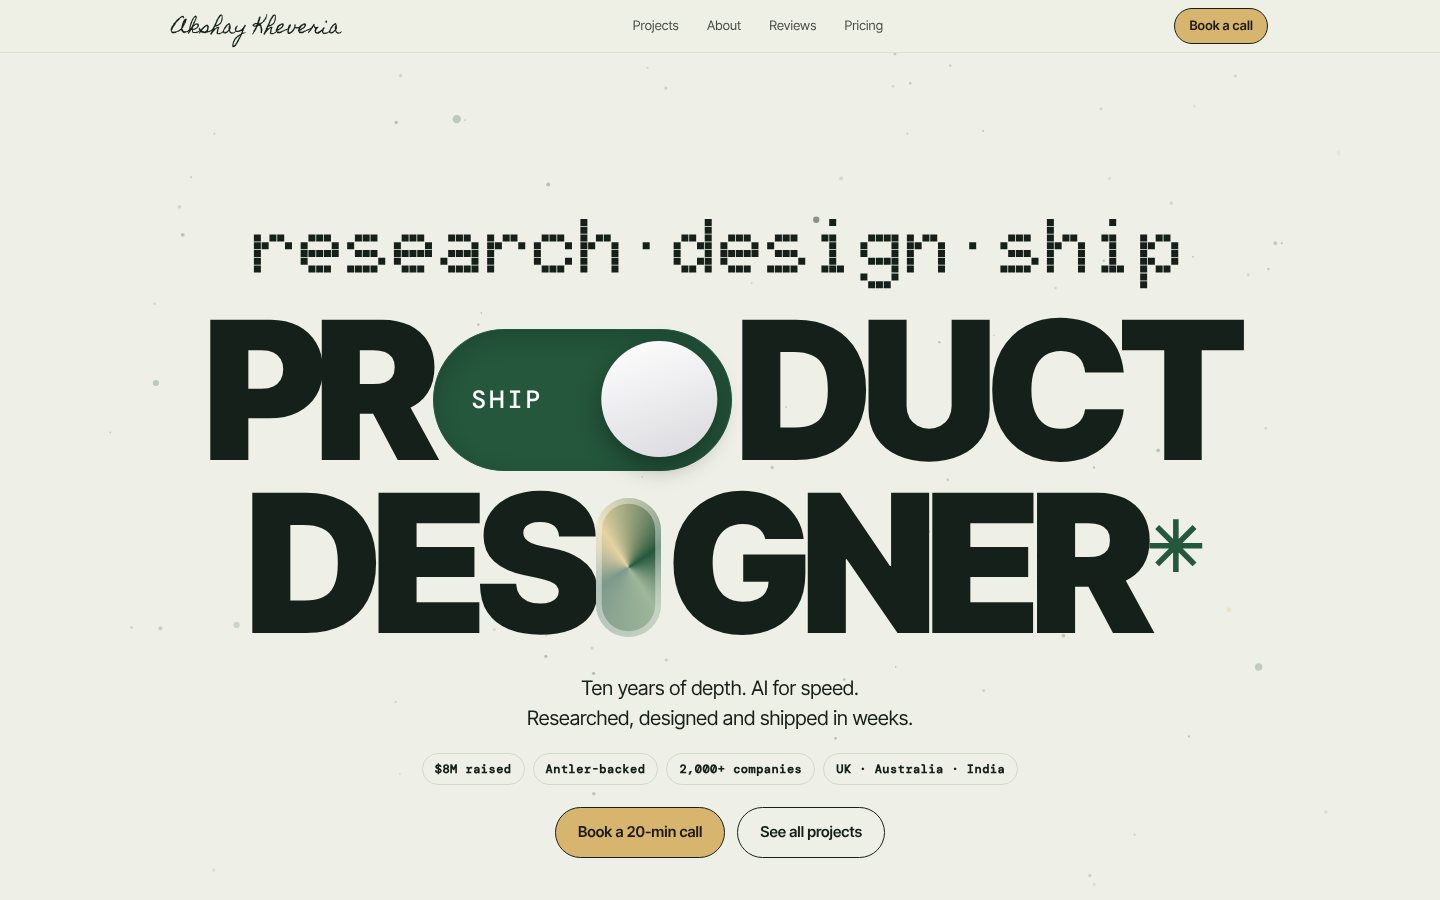 Akshay Kheveria
Projects About Reviews Pricing
Book a call
research·design·ship
PR SHIP DUCT
DES GNER*
Ten years of depth. AI for speed.
Researched, designed and shipped in weeks.
$8M raised Antler-backed 2,000+ companies UK · Australia · India
Book a 20-min call See all projects